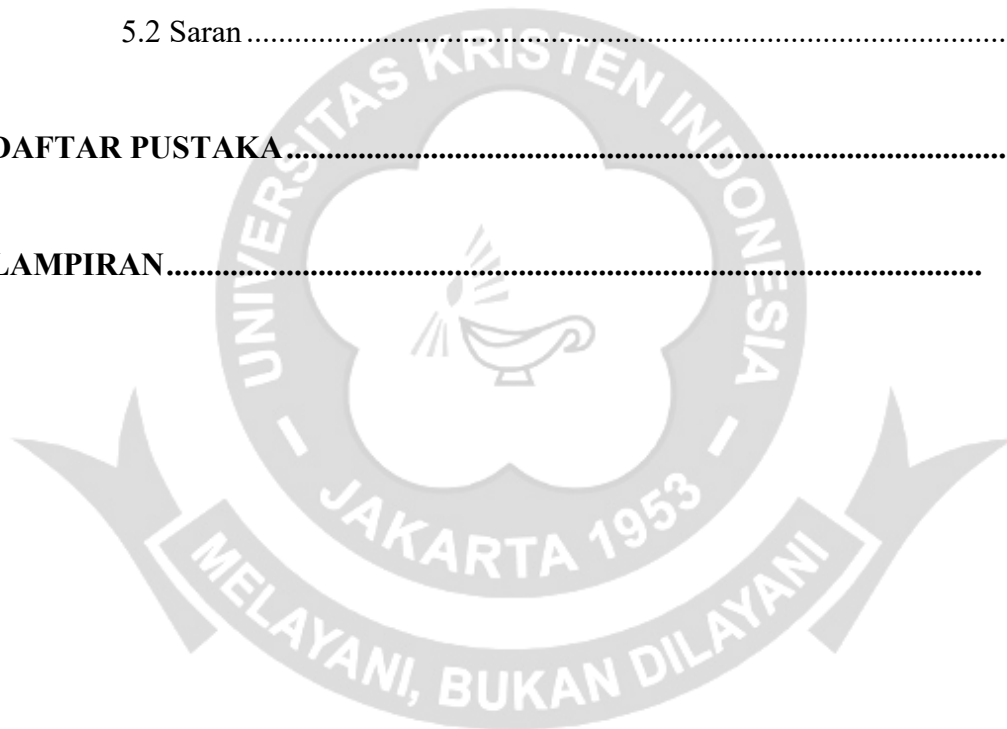 5.2 Saran................................................................................................
DAFTAR PUSTAKA..........................................................................................
LAMPIRAN.....................................................................................................
UNIVERSITAS KRISTEN INDONESIA
- JAKARTA 1953 -
MELAYANI, BUKAN DILAYANI